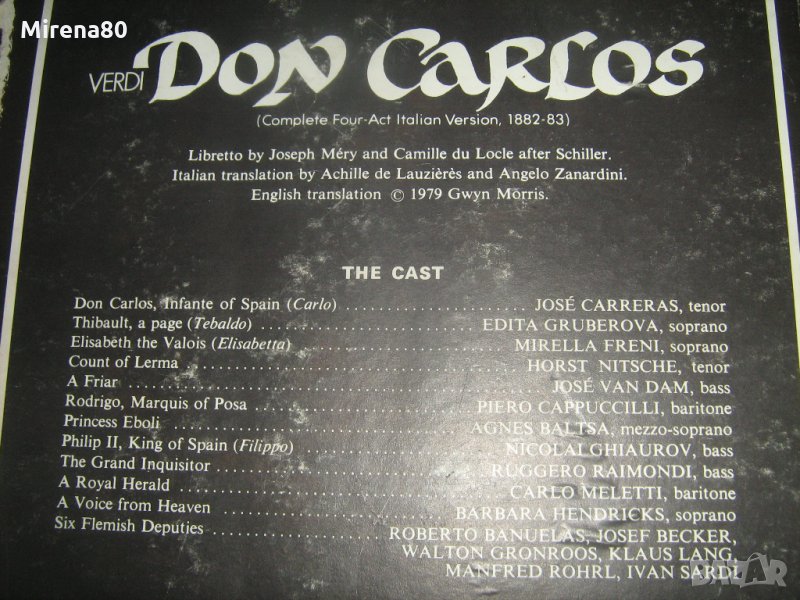 Mirena80
VERDI DON CARLOS
(Complete Four-Act Italian Version, 1882-83)
Libretto by Joseph Méry and Camille du Locle after Schiller.
Italian translation by Achille de Lauzièrès and Angelo Zanardini.
English translation © 1979 Gwyn Morris.
THE CAST
Don Carlos, Infante of Spain (Carlo) JOSÉ CARRERAS, tenor
Thibault, a page (Tebaldo) EDITA GRUBEROVA, soprano
Elisabeth the Valois (Elisabetta) MIRELLA FRENI, soprano
Count of Lerma HORST NITSCHE, tenor
A Friar JOSÉ VAN DAM, bass
Rodrigo, Marquis of Posa PIERO CAPPUCCILLI, baritone
Princess Eboli AGNES BALTSA, mezzo-soprano
Philip II, King of Spain (Filippo) NICOLAI GHIAUROV, bass
The Grand Inquisitor RUGGERO RAIMONDI, bass
A Royal Herald CARLO MELETTI, baritone
A Voice from Heaven BARBARA HENDRICKS, soprano
Six Flemish Deputies ROBERTO BANUELAS, JOSEF BECKER,
WALTON GRONROOS, KLAUS LANG,
MANFRED ROHRL, IVAN SARDI
BAZAR